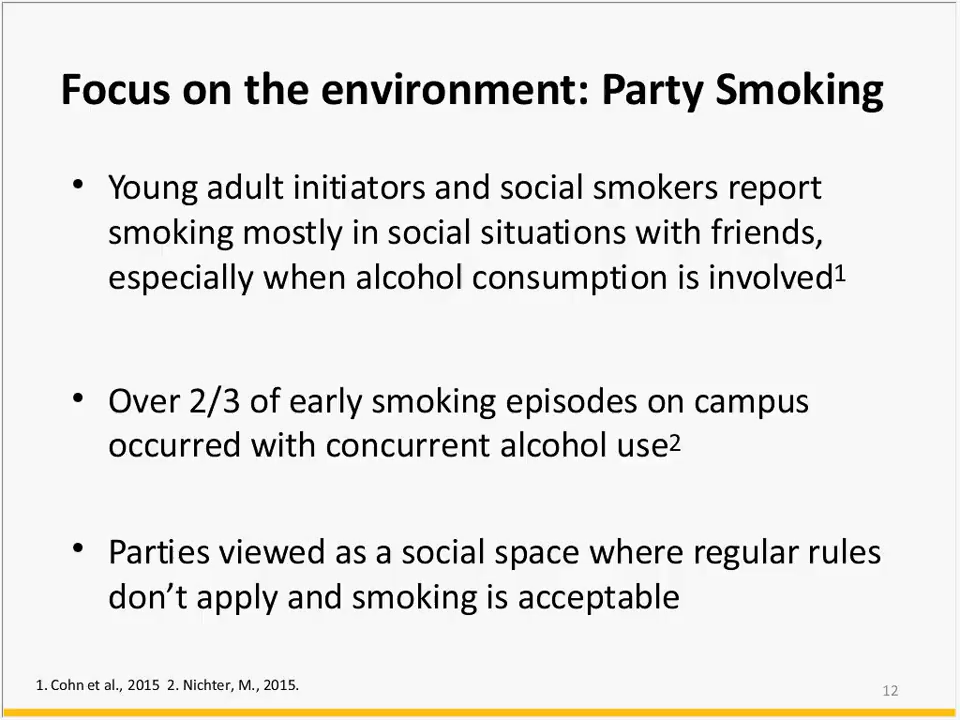 Focus on the environment: Party Smoking
• Young adult initiators and social smokers report
smoking mostly in social situations with friends,
especially when alcohol consumption is involved1
• Over 2/3 of early smoking episodes on campus
occurred with concurrent alcohol use2
• Parties viewed as a social space where regular rules
don’t apply and smoking is acceptable
1. Cohn et al., 2015 2. Nichter, M., 2015.
12